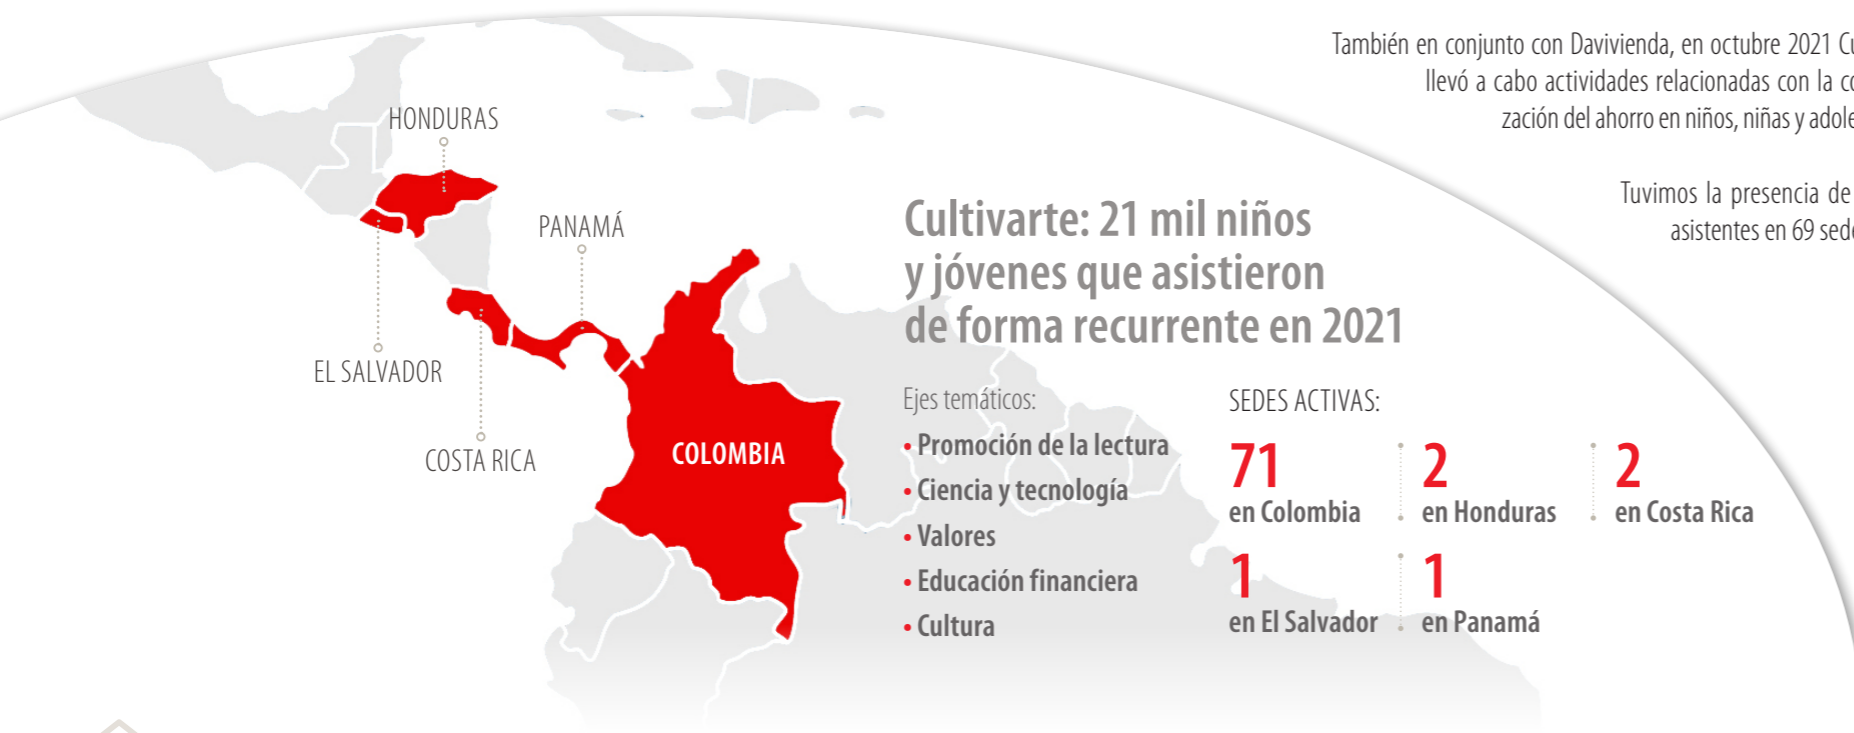 También en conjunto con Davivienda, en octubre 2021
llevó a cabo actividades relacionadas con la
zación del ahorro en niños, niñas y
Tuvimos la presencia de
asistentes en 69
HONDURAS
PANAMÁ
EL SALVADOR
COSTA RICA
COLOMBIA
Cultivarte: 21 mil niños
y jóvenes que asistieron
de forma recurrente en 2021
Ejes temáticos:
• Promoción de la lectura
• Ciencia y tecnología
• Valores
• Educación financiera
• Cultura
SEDES ACTIVAS:
71
en Colombia
2
en Honduras
2
en Costa Rica
1
en El Salvador
1
en Panamá